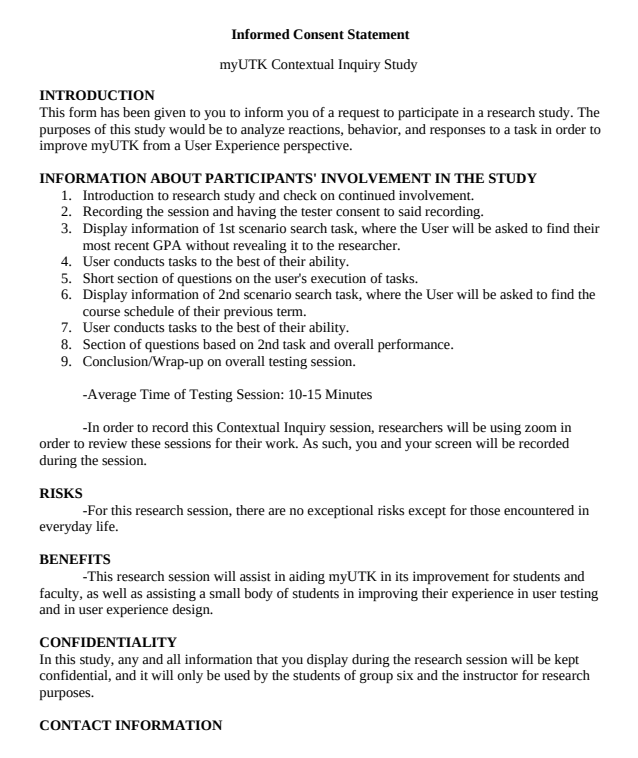 Informed Consent Statement
myUTK Contextual Inquiry Study
INTRODUCTION
This form has been given to you to inform you of a request to participate in a research study. The
purposes of this study would be to analyze reactions, behavior, and responses to a task in order to
improve myUTK from a User Experience perspective.
INFORMATION ABOUT PARTICIPANTS' INVOLVEMENT IN THE STUDY
1. Introduction to research study and check on continued involvement.
2. Recording the session and having the tester consent to said recording.
3. Display information of 1st scenario search task, where the User will be asked to find their
most recent GPA without revealing it to the researcher.
4. User conducts tasks to the best of their ability.
5. Short section of questions on the user's execution of tasks.
6. Display information of 2nd scenario search task, where the User will be asked to find the
course schedule of their previous term.
7. User conducts tasks to the best of their ability.
8. Section of questions based on 2nd task and overall performance.
9. Conclusion/Wrap-up on overall testing session.
-Average Time of Testing Session: 10-15 Minutes
-In order to record this Contextual Inquiry session, researchers will be using zoom in
order to review these sessions for their work. As such, you and your screen will be recorded
during the session.
RISKS
-For this research session, there are no exceptional risks except for those encountered in
everyday life.
BENEFITS
-This research session will assist in aiding myUTK in its improvement for students and
faculty, as well as assisting a small body of students in improving their experience in user testing
and in user experience design.
CONFIDENTIALITY
In this study, any and all information that you display during the research session will be kept
confidential, and it will only be used by the students of group six and the instructor for research
purposes.
CONTACT INFORMATION